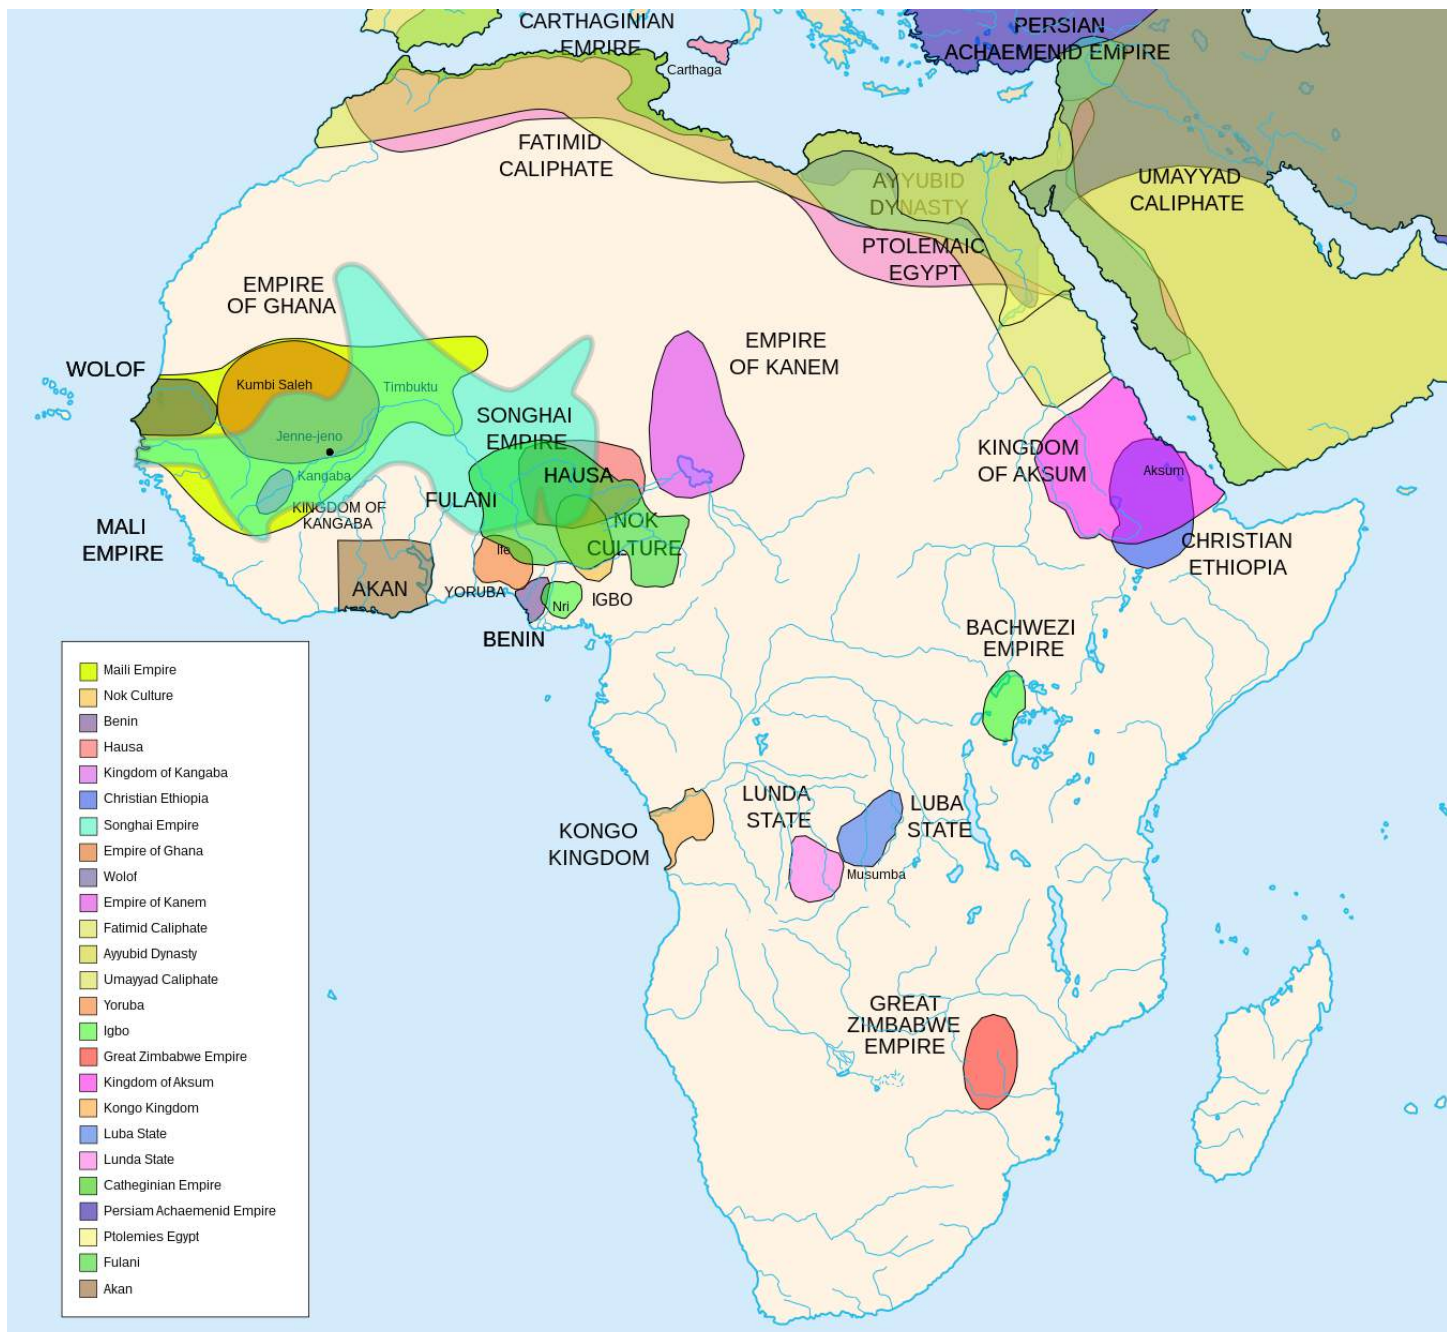 CARTHAGINIAN
EMPIRE
Carthaga
PERSIAN
ACHAEMENID EMPIRE
FATIMID
CALIPHATE
AYYUBID
DYNASTY
UMAYYAD
CALIPHATE
PTOLEMAIC
EGYPT
EMPIRE
OF GHANA
WOLOF
Kumbi Saleh
Timbuktu
EMPIRE
OF KANEM
SONGHAI
EMPIRE
Jenne-jeno
Kangaba
KINGDOM OF
KANGABA
HAUSA
FULANI
KINGDOM
OF AKSUM
Aksum
MALI
EMPIRE
NOK
CULTURE
CHRISTIAN
ETHIOPIA
Ife
AKAN
YORUBA
Nri
IGBO
BENIN
BACHWEZI
EMPIRE
LUNDA
STATE
LUBA
STATE
KONGO
KINGDOM
Musumba
GREAT
ZIMBABWE
EMPIRE
Maili Empire
Nok Culture
Benin
Hausa
Kingdom of Kangaba
Christian Ethiopia
Songhai Empire
Empire of Ghana
Wolof
Empire of Kanem
Fatimid Caliphate
Ayyubid Dynasty
Umayyad Caliphate
Yoruba
Igbo
Great Zimbabwe Empire
Kingdom of Aksum
Kongo Kingdom
Luba State
Lunda State
Catheginian Empire
Persiam Achaemenid Empire
Ptolemies Egypt
Fulani
Akan